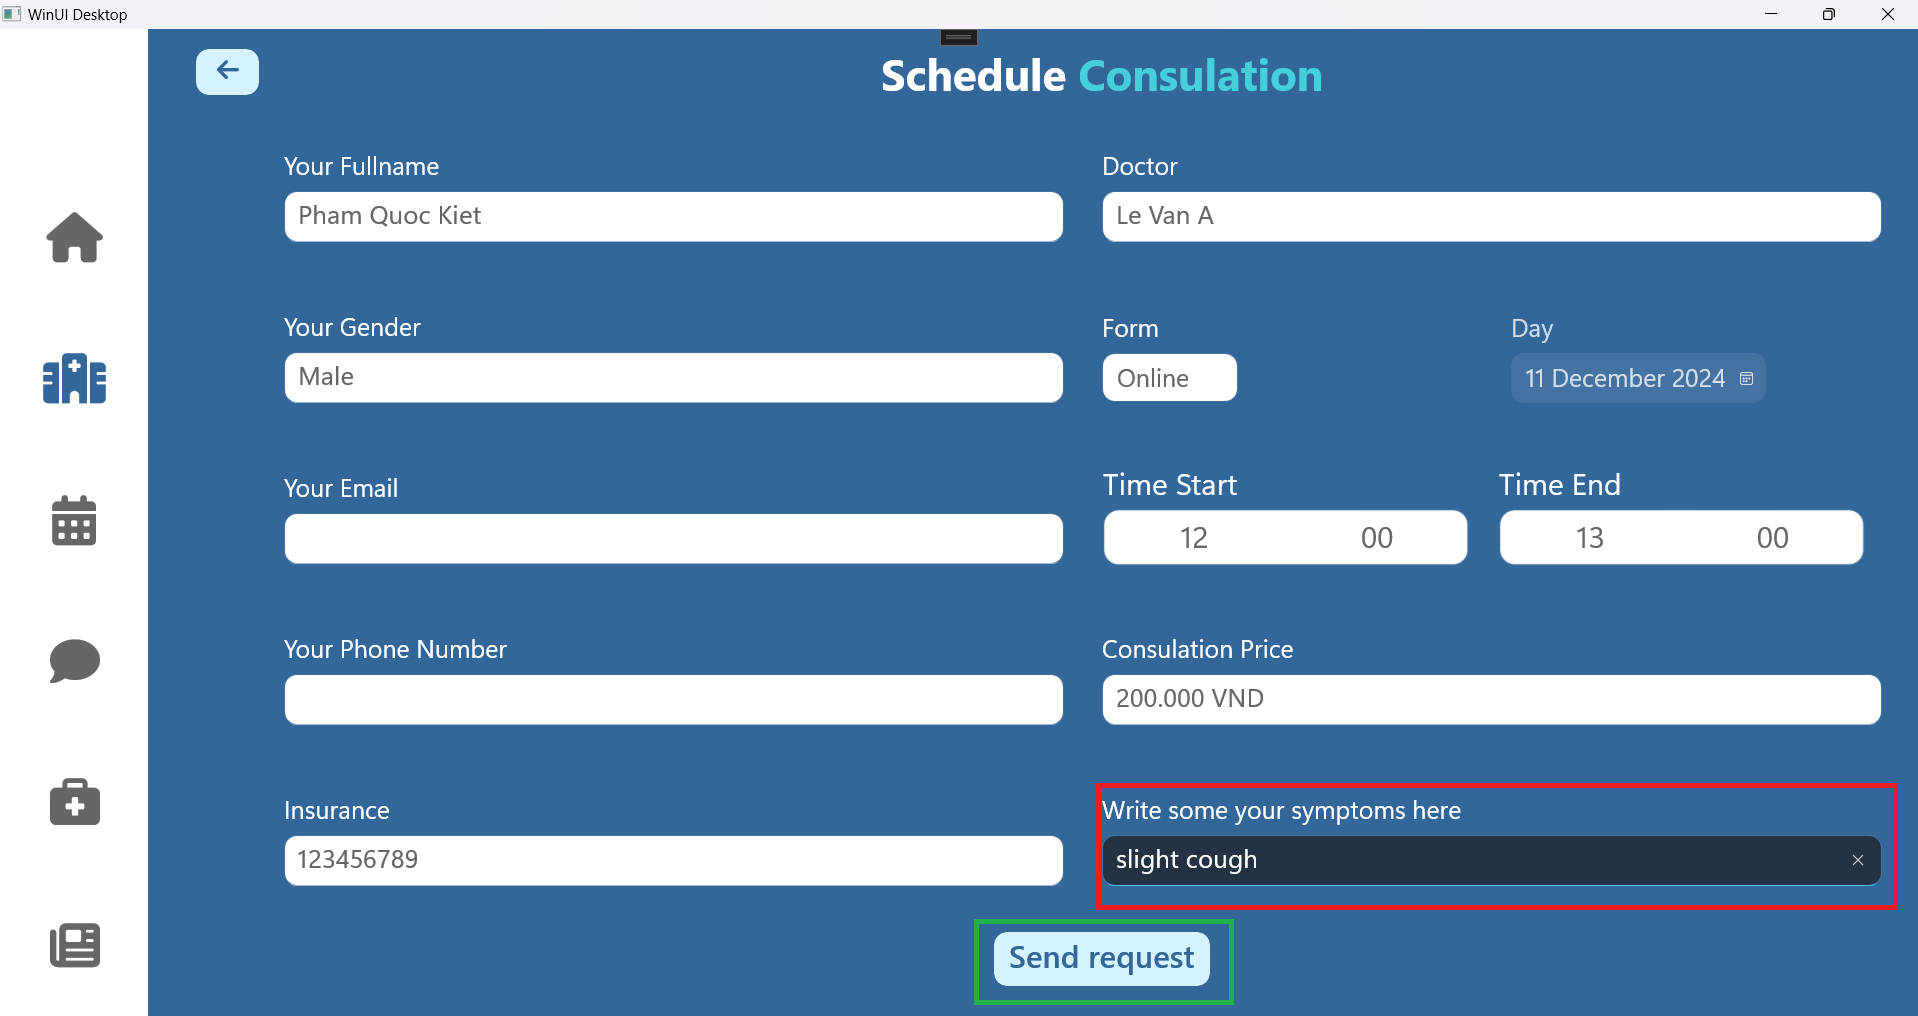 WinUI Desktop
Schedule Consulation
Your Fullname
Pham Quoc Kiet
Doctor
Le Van A
Your Gender
Male
Form
Online
Day
11 December 2024
Your Email
Time Start
12 00
Time End
13 00
Your Phone Number
Consulation Price
200.000 VND
Insurance
123456789
Write some your symptoms here
slight cough
Send request